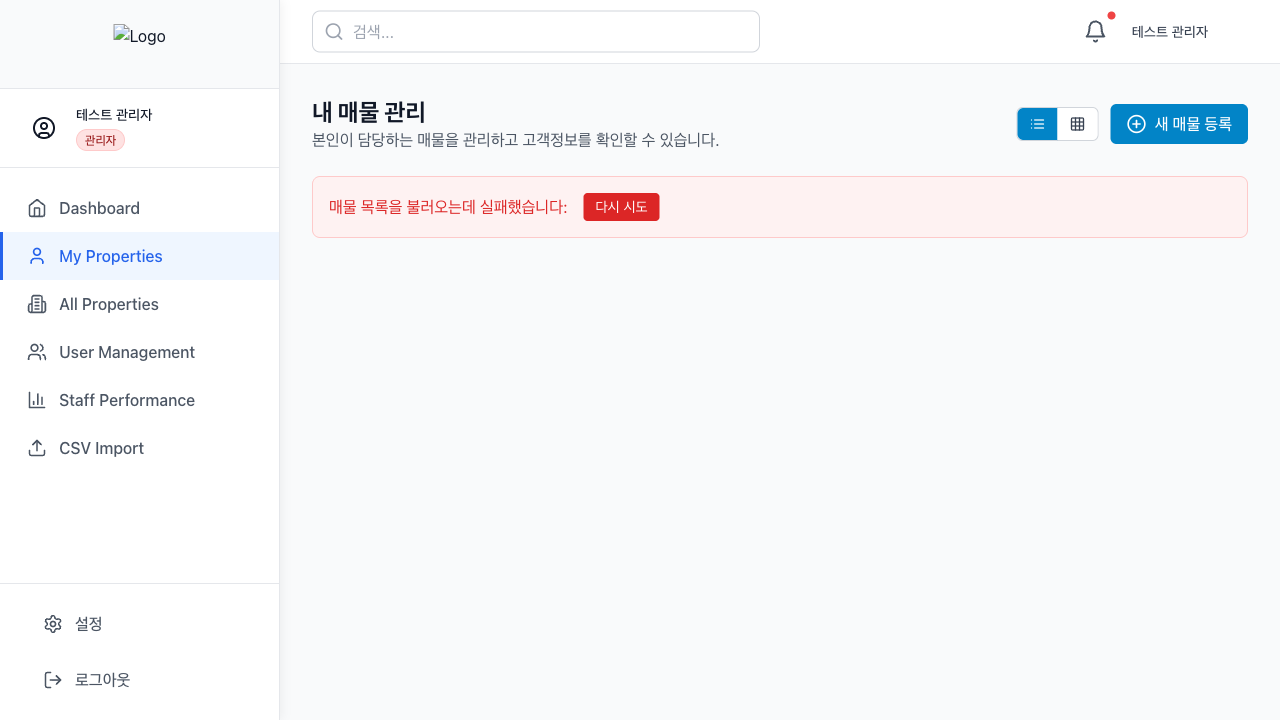 Logo
테스트 관리자
관리자
Dashboard
My Properties
All Properties
User Management
Staff Performance
CSV Import
설정
로그아웃
검색...
테스트 관리자
내 매물 관리
본인이 담당하는 매물을 관리하고 고객정보를 확인할 수 있습니다.
새 매물 등록
매물 목록을 불러오는데 실패했습니다:
다시 시도